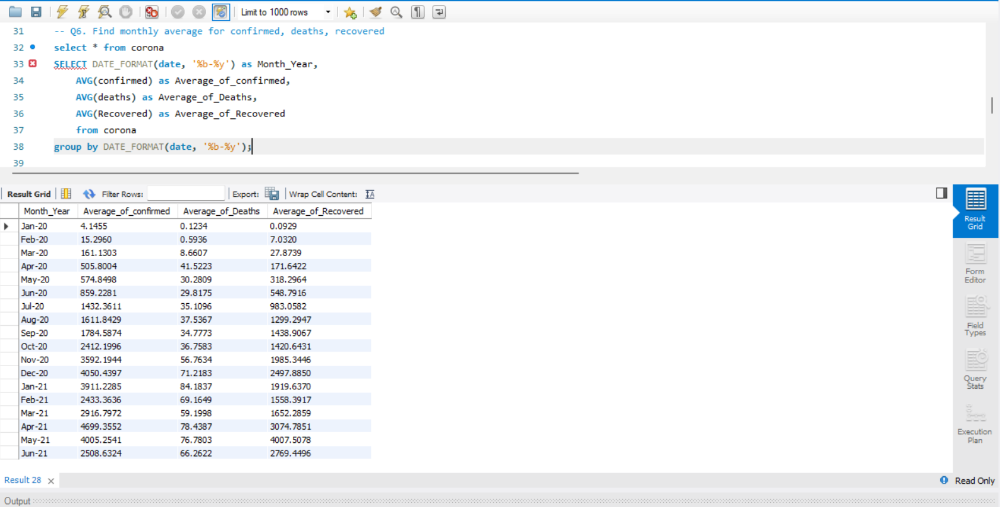 Limit to 1000 rows
31 -- Q6. Find monthly average for confirmed, deaths, recovered
32 select * from corona
33 SELECT DATE_FORMAT(date, '%b-%y') as Month_Year,
34 AVG(confirmed) as Average_of_confirmed,
35 AVG(deaths) as Average_of_Deaths,
36 AVG(Recovered) as Average_of_Recovered
37 from corona
38 group by DATE_FORMAT(date, '%b-%y');
39
Result Grid Filter Rows: Export: Wrap Cell Content:
Month_Year Average_of_confirmed Average_of_Deaths Average_of_Recovered
Jan-20 4.1455 0.1234 0.0929
Feb-20 15.2960 0.5936 7.0320
Mar-20 161.1303 8.6607 27.8739
Apr-20 505.8004 41.5223 171.6422
May-20 574.8498 30.2809 318.2964
Jun-20 859.2281 29.8175 548.7916
Jul-20 1432.3611 35.1096 983.0582
Aug-20 1611.8429 37.5367 1299.2947
Sep-20 1784.5874 34.7773 1438.9067
Oct-20 2412.1996 36.7583 1420.6431
Nov-20 3592.1944 56.7634 1985.3446
Dec-20 4050.4397 71.2183 2497.8850
Jan-21 3911.2285 84.1837 1919.6370
Feb-21 2433.3636 69.1649 1558.3917
Mar-21 2916.7972 59.1998 1652.2859
Apr-21 4699.3552 78.4387 3074.7851
May-21 4005.2541 76.7803 4007.5078
Jun-21 2508.6324 66.2622 2769.4496
Result
Grid
Form
Editor
Field
Types
Query
Stats
Execution
Plan
Result 28
Read Only
Output